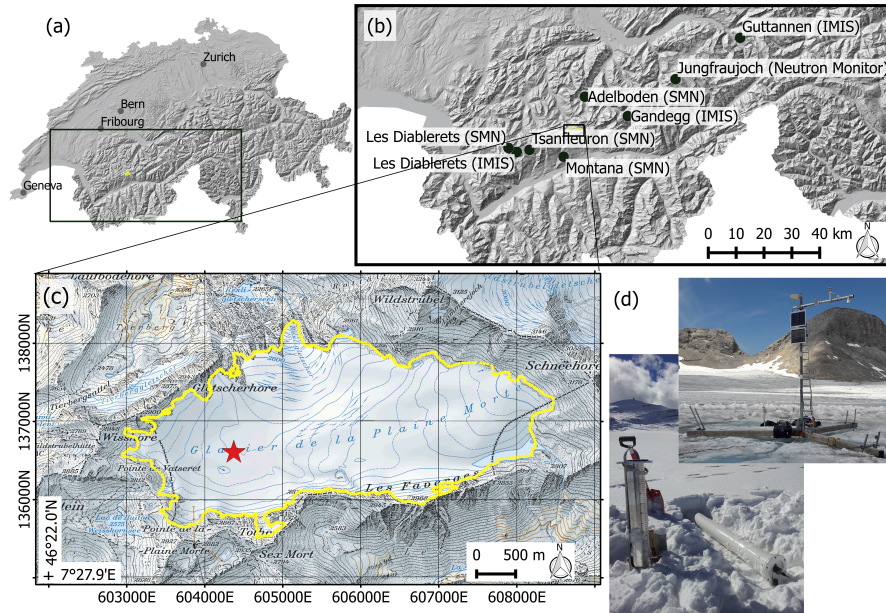 (a)
Zurich
Bern
Fribourg
Geneva
(b)
Guttannen (IMIS)
Jungfraujoch (Neutron Monitor)
Adelboden (SMN)
Gandegg (IMIS)
Les Diablerets (SMN)
Tsanfleuron (SMN)
Les Diablerets (IMIS)
Montana (SMN)
0 10 20 30 40 km
(c)
Wildstrubel
Schneehore
Gletscherhore
Glacier de la Plaine Morte
Wisshore
Pointe de Vatseret
Les Faverges
Pointe de la
Plaine Morte
Sex Mort
0 500 m
138000N
137000N
136000N
46°22.0'N
+ 7°27.9'E
603000E 604000E 605000E 606000E 607000E 608000E
(d)